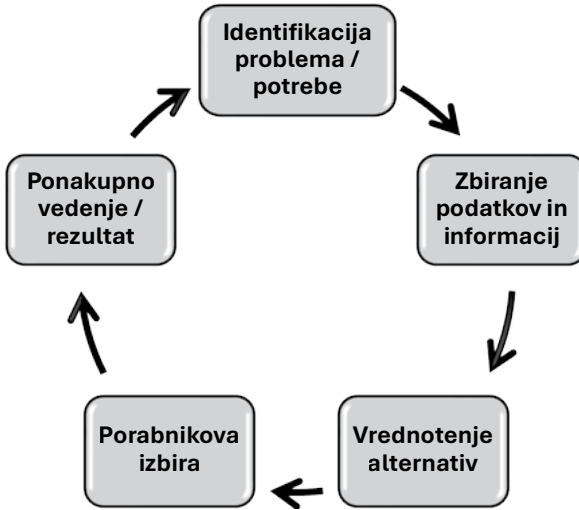 Identifikacija
problema /
potrebe
Zbiranje
podatkov in
informacij
Vrednotenje
alternativ
Porabnikova
izbira
Ponakupno
vedenje /
rezultat